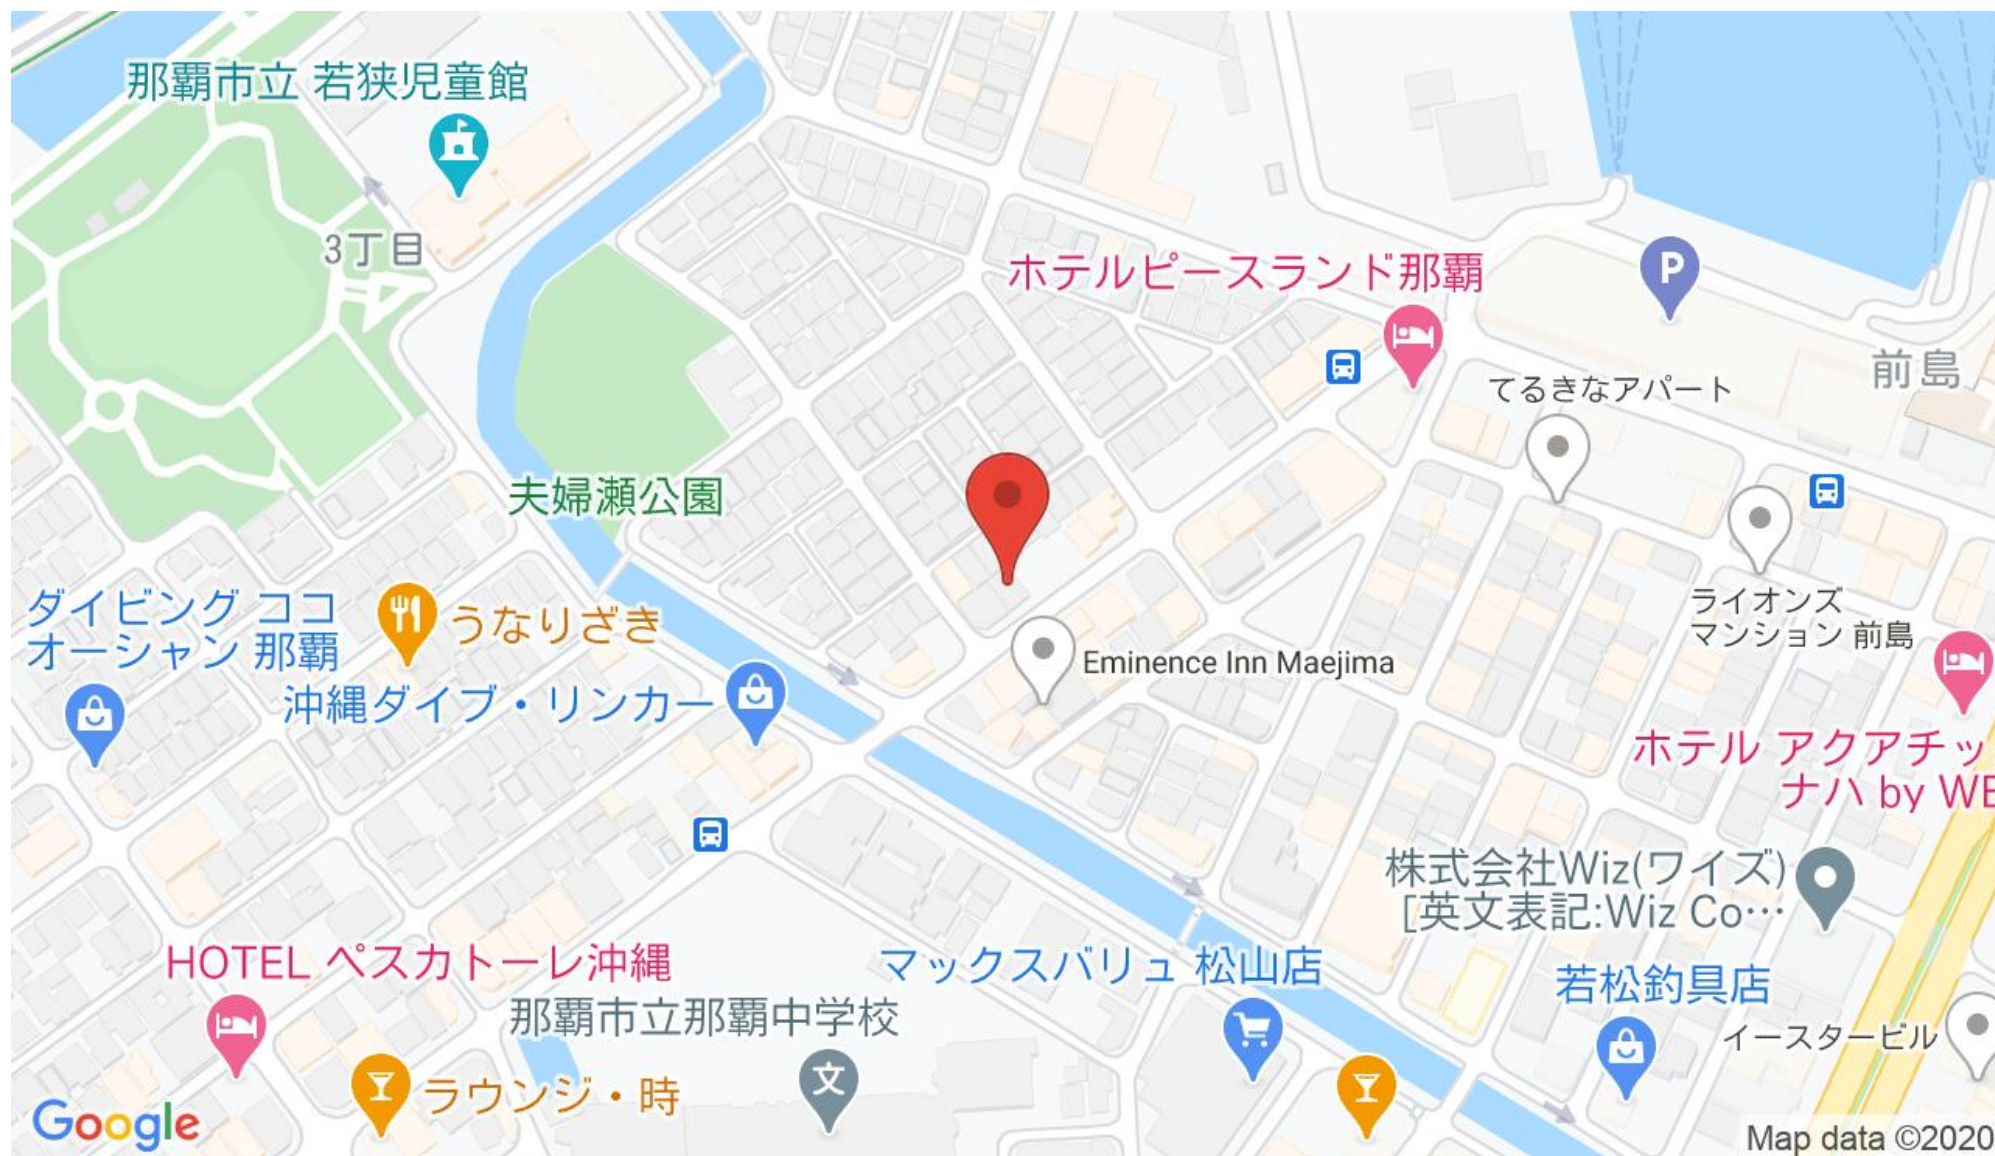 那覇市立 若狭児童館
3丁目
ホテルピースランド那覇
P
前島
てるきなアパート
夫婦瀬公園
ダイビング ココ
オーシャン 那覇
うなりざき
ライオンズ
マンション 前島
Eminence Inn Maejima
沖縄ダイブ・リンカー
ホテル アクアチッ
ナハ by WE
株式会社Wiz(ワイズ)
[英文表記:Wiz Co…
HOTEL ペスカトーレ沖縄
マックスバリュ 松山店
若松釣具店
那覇市立那覇中学校
イースタービル
文
ラウンジ・時
Google
Map data ©2020